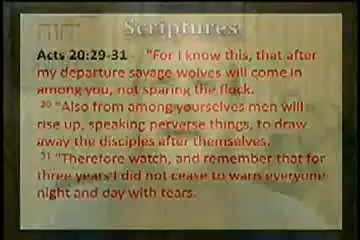 Scriptures
Acts 20:29-31 "For I know this, that after
my departure savage wolves will come in
among you, not sparing the flock.
30 "Also from among yourselves men will
rise up, speaking perverse things, to draw
away the disciples after themselves.
31 "Therefore watch, and remember that for
three years I did not cease to warn everyone
night and day with tears.